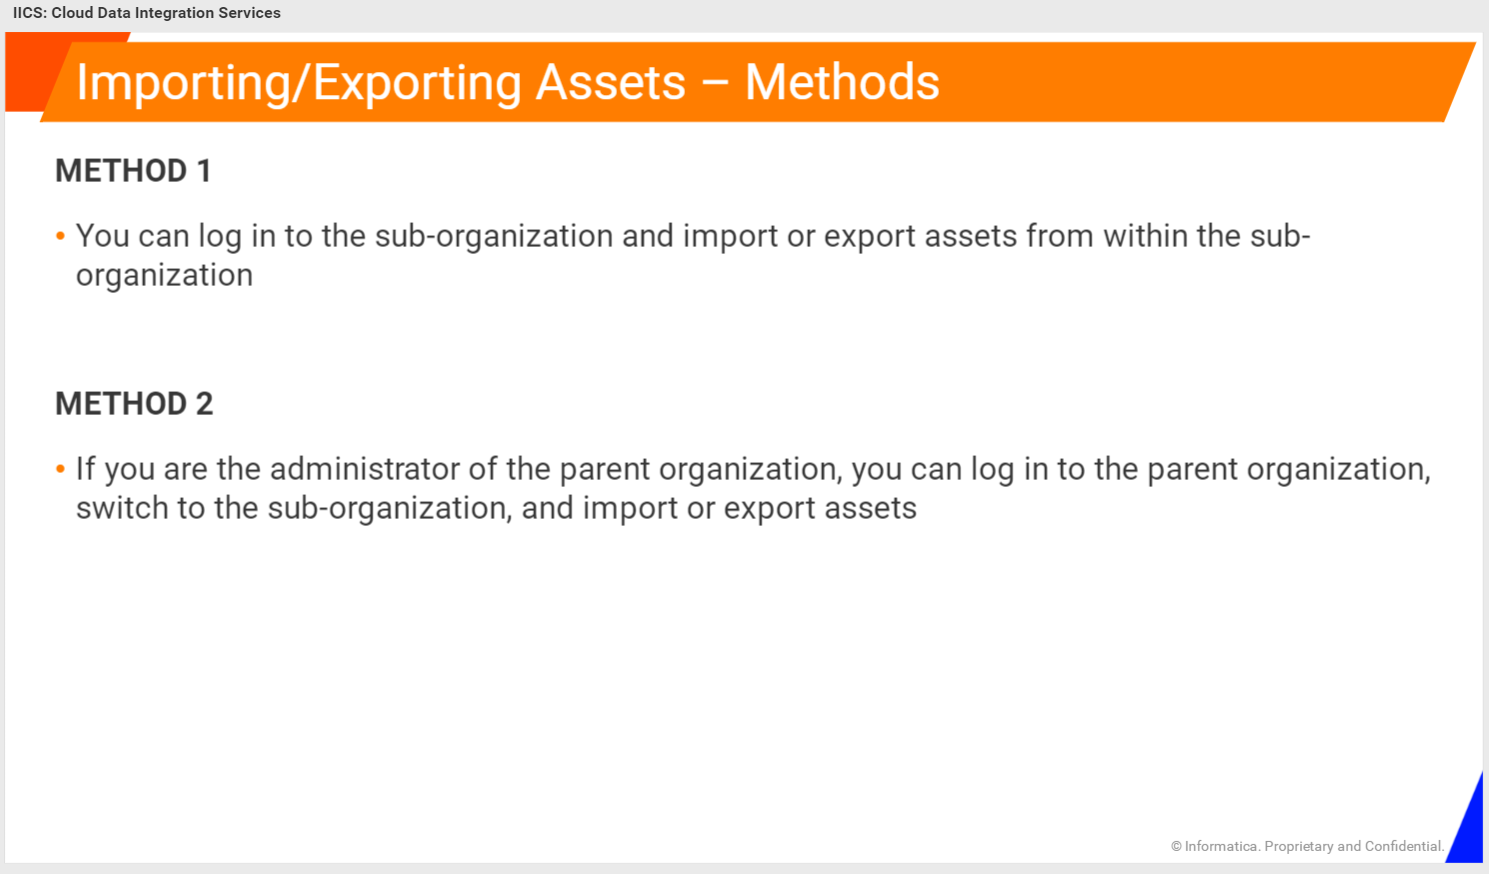 IICS: Cloud Data Integration Services
Importing/Exporting Assets – Methods
METHOD 1
• You can log in to the sub-organization and import or export assets from within the sub-
organization
METHOD 2
• If you are the administrator of the parent organization, you can log in to the parent organization,
switch to the sub-organization, and import or export assets
© Informatica. Proprietary and Confidential.